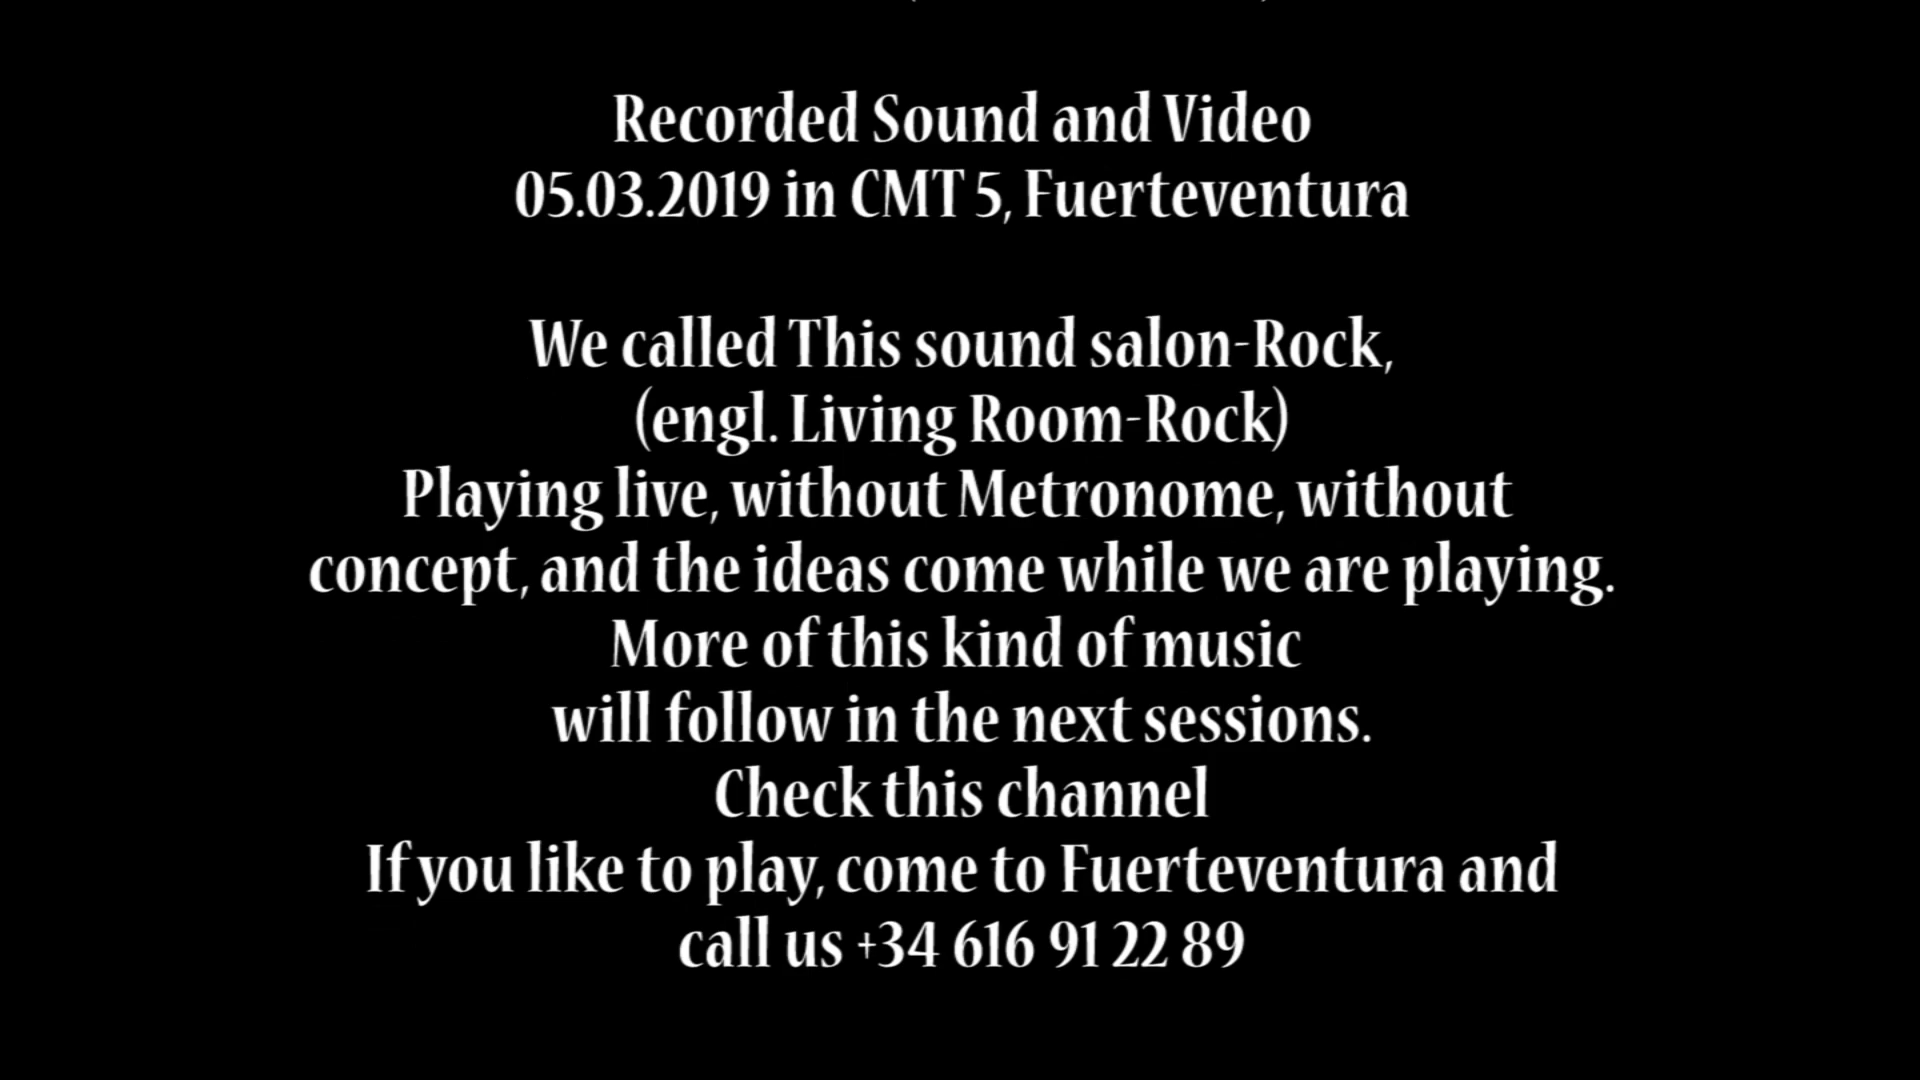 Recorded Sound and Video
05.03.2019 in CMT 5, Fuerteventura
We called This sound salon-Rock,
(engl. Living Room-Rock)
Playing live, without Metronome, without
concept, and the ideas come while we are playing.
More of this kind of music
will follow in the next sessions.
Check this channel
If you like to play, come to Fuerteventura and
call us +34 616 91 22 89